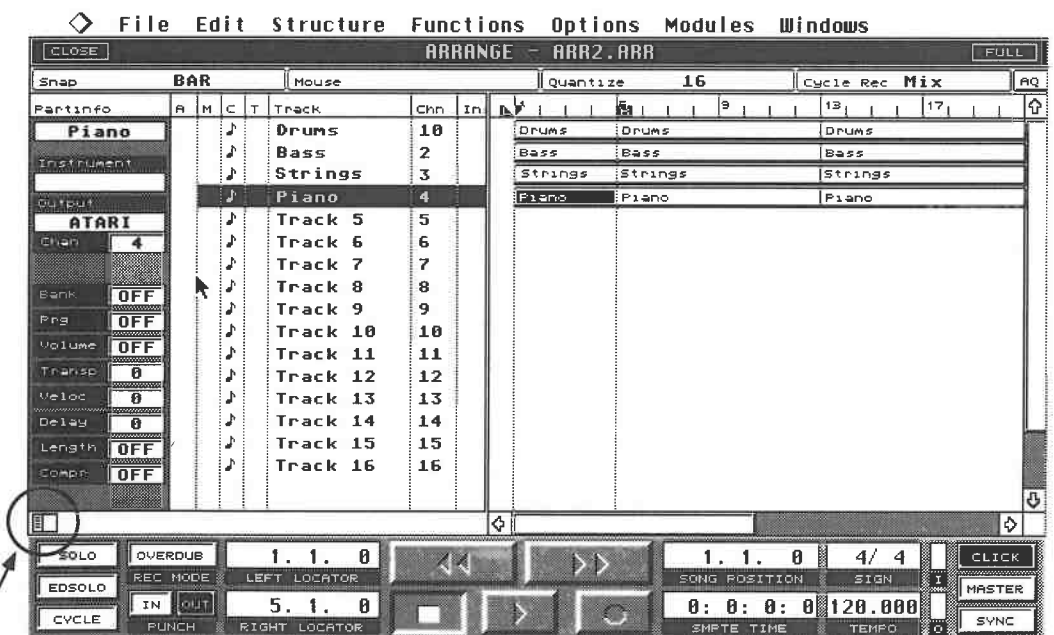 File Edit Structure Functions Options Modules Windows
CLOSE ARRANGE - ARR2.ARR FULL
Snap BAR Mouse Quantize 16 Cycle Rec Mix AQ
Partinfo A M C T Track Chn In 1 5 9 13 17
Piano Drums 10 Drums Drums Drums
Instrument Bass 2 Bass Bass Bass
Strings 3 Strings Strings Strings
Output Piano 4 Piano Piano Piano
ATARI Track 5 5
Chan 4 Track 6 6
Track 7 7
Bank OFF Track 8 8
Prg OFF Track 9 9
Volume OFF Track 10 10
Track 11 11
Transp 0 Track 12 12
Veloc 0 Track 13 13
Delay 0 Track 14 14
Length OFF Track 15 15
Compr OFF Track 16 16
SOLO OVERDUB 1. 1. 0 1. 1. 0 4/ 4 CLICK
REC MODE LEFT LOCATOR SONG POSITION SIGN I
EDSOLO MASTER
IN OUT 5. 1. 0 0: 0: 0: 0 120.000
CYCLE PUNCH RIGHT LOCATOR SMPTE TIME TEMPO O SYNC